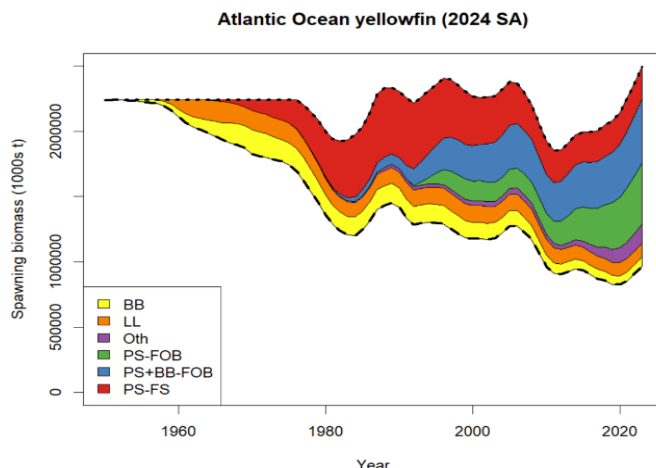 Atlantic Ocean yellowfin (2024 SA)
Spawning biomass (1000s t)
2000000
1000000
500000
0
BB
LL
Oth
PS-FOB
PS+BB-FOB
PS-FS
1960 1980 2000 2020
Year